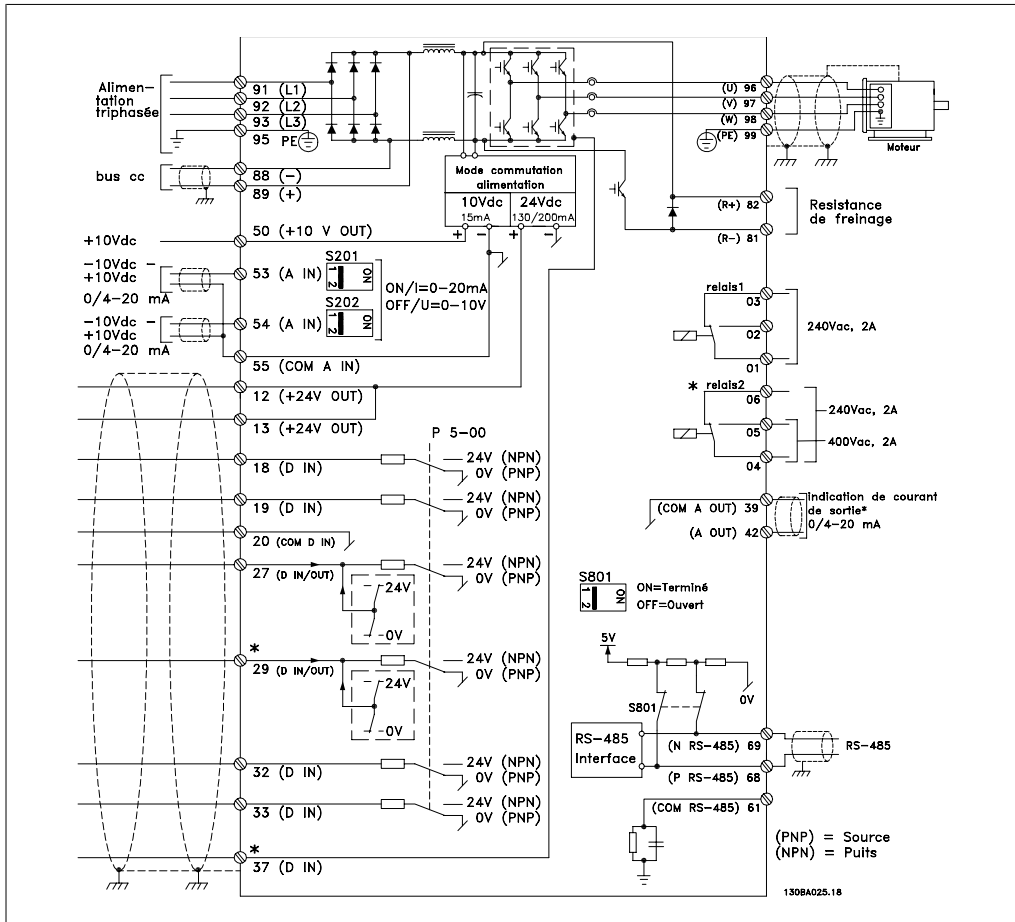 Alimen-
tation
triphasée
91 (L1)
92 (L2)
93 (L3)
95 PE
bus cc
88 (-)
89 (+)
Mode commutation
alimentation
10Vdc
15mA
24Vdc
130/200mA
+ - + -
(U) 96
(V) 97
(W) 98
(PE) 99
Moteur
(R+) 82
(R-) 81
Resistance
de freinage
+10Vdc
50 (+10 V OUT)
-10Vdc -
+10Vdc
0/4-20 mA
53 (A IN)
S201
1 2
ON
ON/I=0-20mA
OFF/U=0-10V
-10Vdc -
+10Vdc
0/4-20 mA
54 (A IN)
S202
1 2
ON
55 (COM A IN)
12 (+24V OUT)
13 (+24V OUT)
P 5-00
18 (D IN)
24V (NPN)
0V (PNP)
19 (D IN)
24V (NPN)
0V (PNP)
20 (COM D IN)
27 (D IN/OUT)
24V (NPN)
0V (PNP)
24V
0V
*
29 (D IN/OUT)
24V (NPN)
0V (PNP)
24V
0V
32 (D IN)
24V (NPN)
0V (PNP)
33 (D IN)
24V (NPN)
0V (PNP)
*
37 (D IN)
relais1
03
02
01
240Vac, 2A
* relais2
06
05
04
240Vac, 2A
400Vac, 2A
(COM A OUT) 39
(A OUT) 42
indication de courant
de sortie*
0/4-20 mA
S801
1 2
ON
ON=Terminé
OFF=Ouvert
5V
0V
S801
RS-485
Interface
(N RS-485) 69
(P RS-485) 68
RS-485
(COM RS-485) 61
(PNP) = Source
(NPN) = Puits
130BA025.18